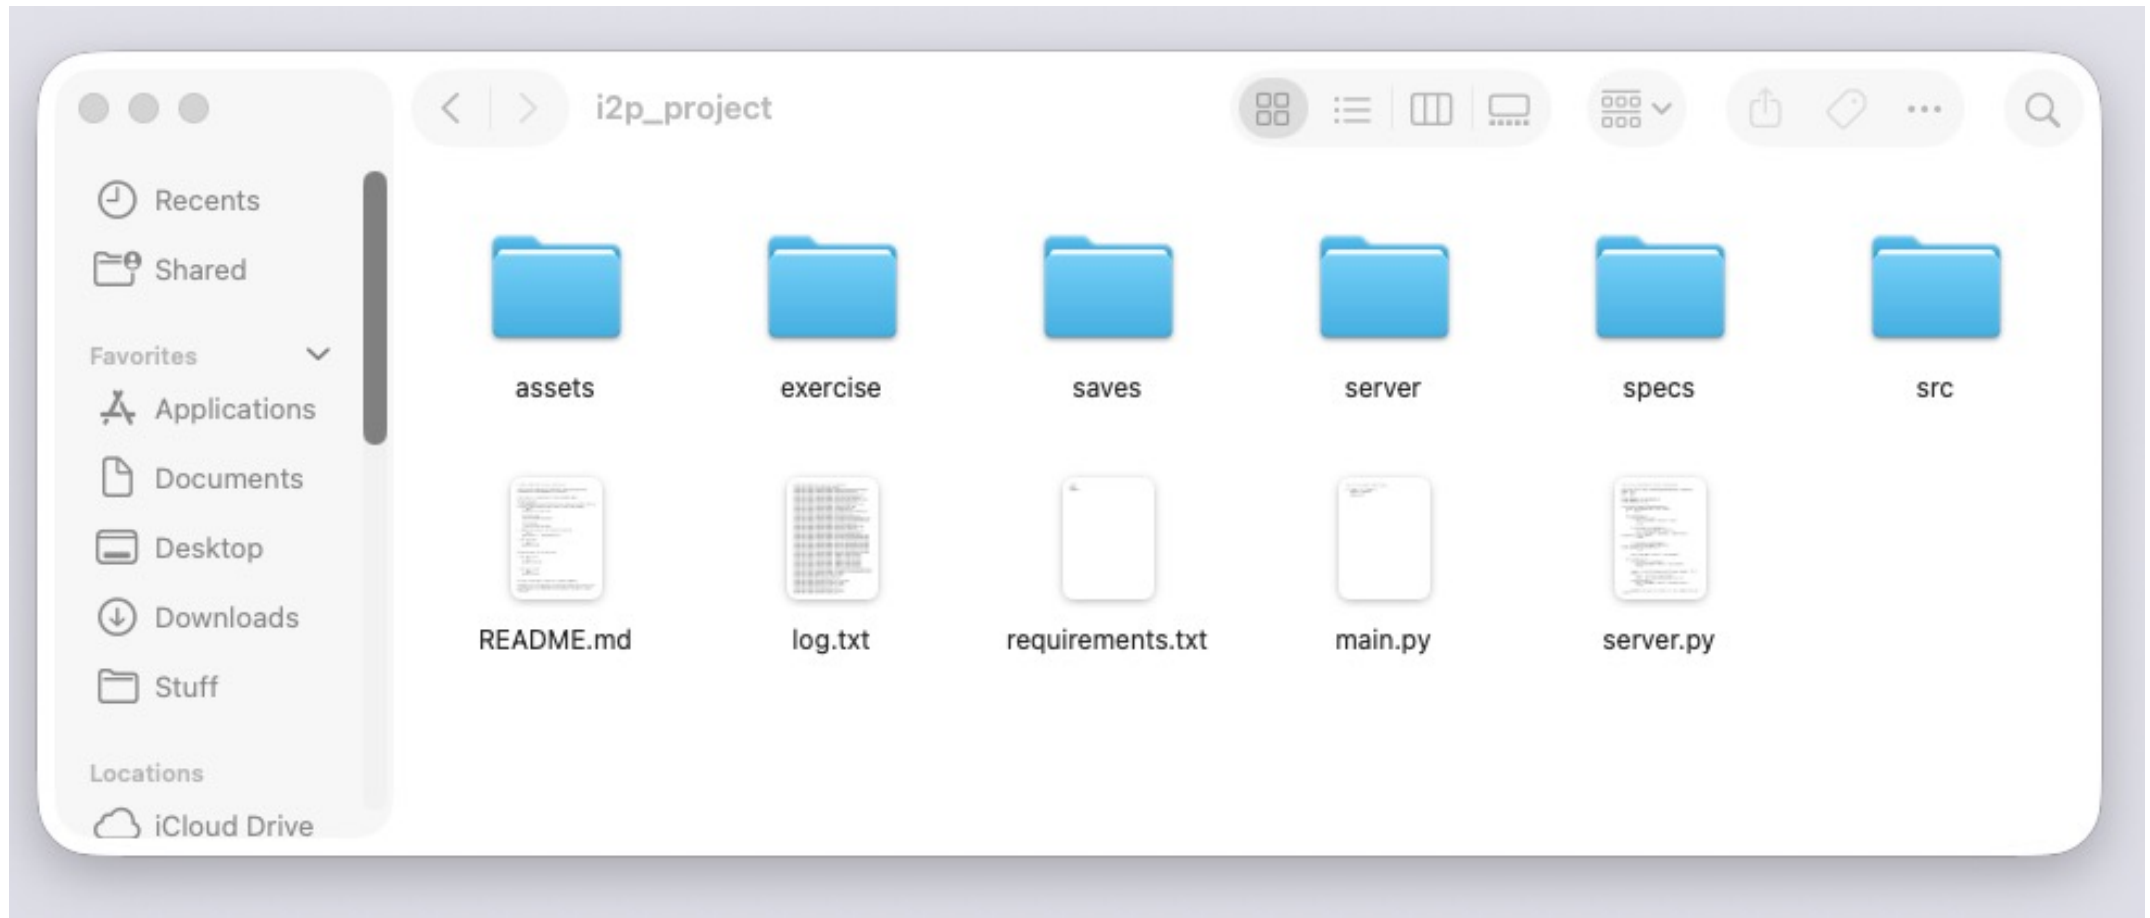 i2p_project
Recents
Shared
Favorites
Applications
Documents
Desktop
Downloads
Stuff
Locations
iCloud Drive
assets
exercise
saves
server
specs
src
README.md
log.txt
requirements.txt
main.py
server.py